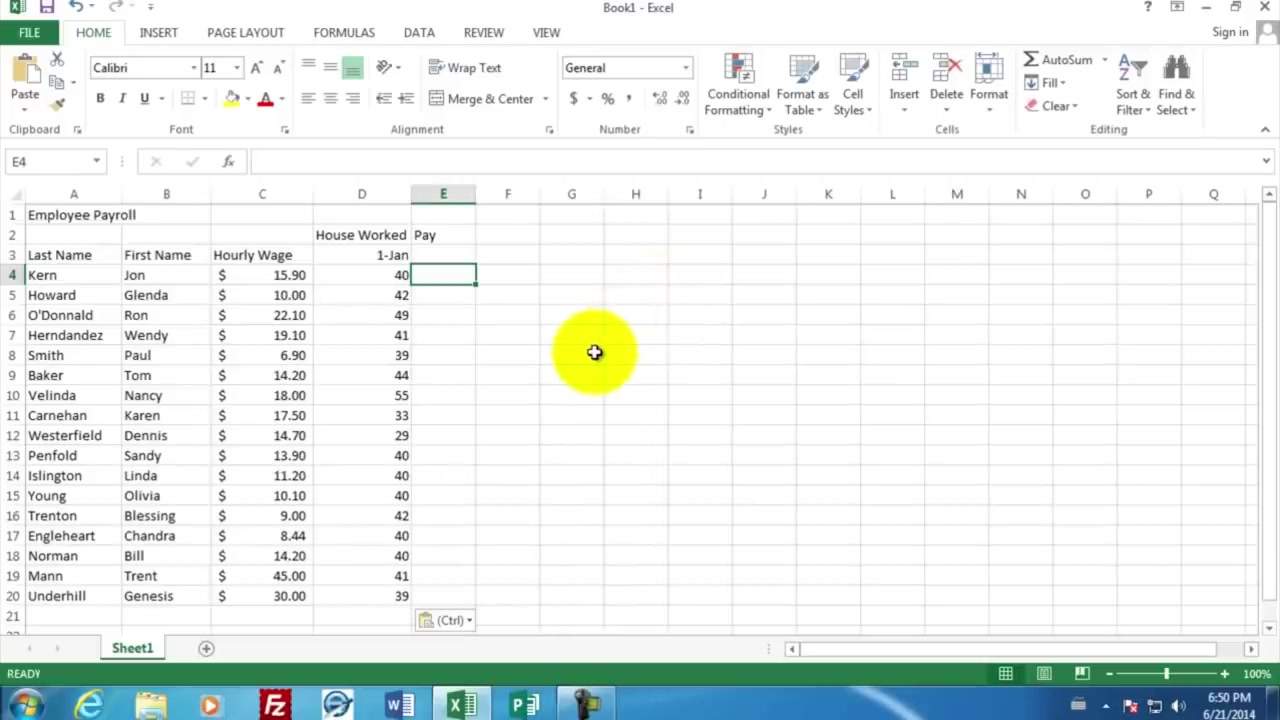 Book1 - Excel
?
FILE HOME INSERT PAGE LAYOUT FORMULAS DATA REVIEW VIEW Sign in
Paste
Calibri 11
B I U
Wrap Text
Merge & Center
General
$ % ,
Conditional Formatting
Format as Table
Cell Styles
Insert Delete Format
AutoSum
Fill
Clear
Sort & Filter
Find & Select
Clipboard Font Alignment Number Styles Cells Editing
E4 fx
A B C D E F G H I J K L M N O P Q
1 Employee Payroll
2 House Worked Pay
3 Last Name First Name Hourly Wage 1-Jan
4 Kern Jon $ 15.90 40
5 Howard Glenda $ 10.00 42
6 O'Donnald Ron $ 22.10 49
7 Herndandez Wendy $ 19.10 41
8 Smith Paul $ 6.90 39
9 Baker Tom $ 14.20 44
10 Velinda Nancy $ 18.00 55
11 Carnehan Karen $ 17.50 33
12 Westerfield Dennis $ 14.70 29
13 Penfold Sandy $ 13.90 40
14 Islington Linda $ 11.20 40
15 Young Olivia $ 10.10 40
16 Trenton Blessing $ 9.00 42
17 Engleheart Chandra $ 8.44 40
18 Norman Bill $ 14.20 40
19 Mann Trent $ 45.00 41
20 Underhill Genesis $ 30.00 39
21 (Ctrl)
Sheet1
READY 100%
6:50 PM
6/21/2014